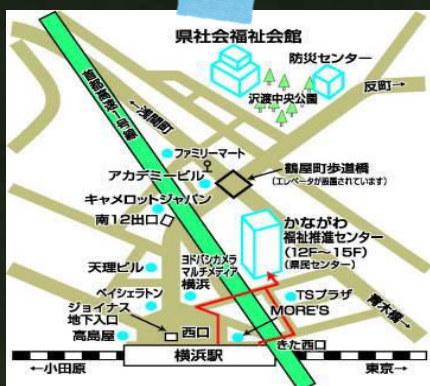 県社会福祉会館
防災センター
沢渡中央公園
反町→
首都高速1号線
←浅間町
ファミリーマート
アカデミービル
鶴屋町歩道橋
(エレベータが設置されています)
キャメロットジャパン
南12出口
かながわ
福祉推進センター
(12F〜15F)
(県民センター)
天理ビル
ヨドバシカメラ
マルチメディア
横浜
ベイシェラトン
TSプラザ
青木橋→
ジョイナス
地下入口
MORE'S
高島屋
西口
きた西口
横浜駅
←小田原
東京→